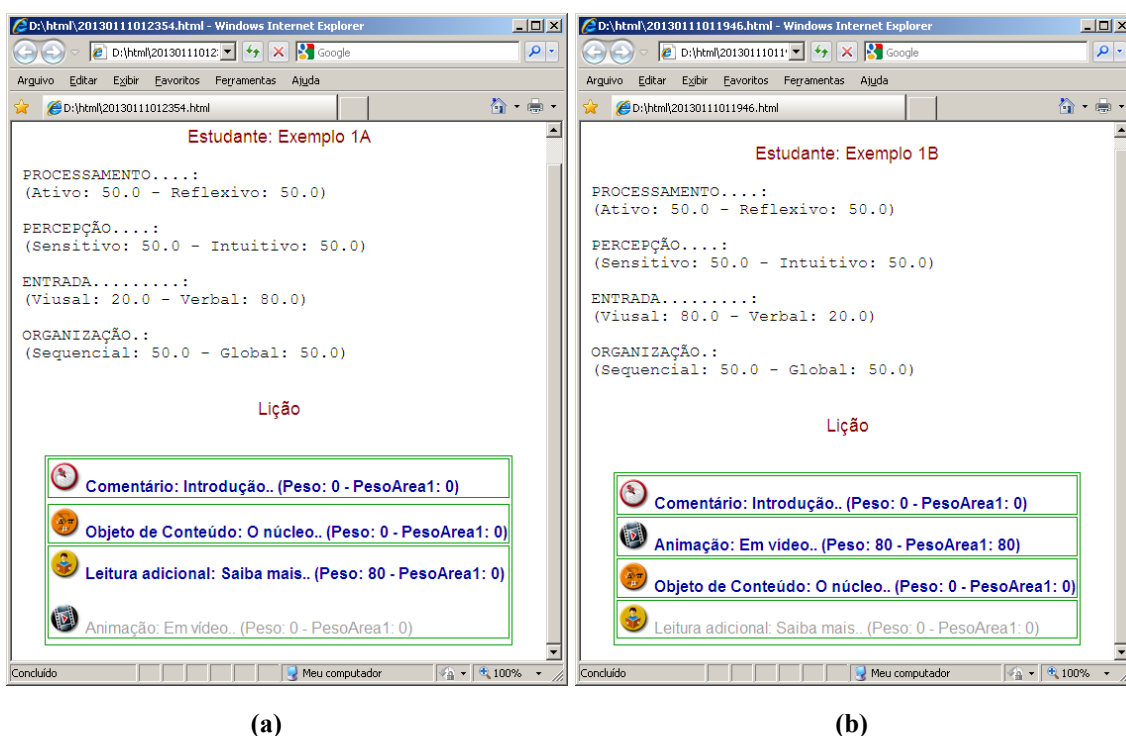 D:\html\20130111012354.html - Windows Internet Explorer
D:\html\20130111012
Google
Arquivo Editar Exibir Favoritos Ferramentas Ajuda
D:\html\20130111012354.html
Estudante: Exemplo 1A
PROCESSAMENTO....:
(Ativo: 50.0 - Reflexivo: 50.0)
PERCEPÇÃO....:
(Sensitivo: 50.0 - Intuitivo: 50.0)
ENTRADA.........:
(Viusal: 20.0 - Verbal: 80.0)
ORGANIZAÇÃO.:
(Sequencial: 50.0 - Global: 50.0)
Lição
Comentário: Introdução.. (Peso: 0 - PesoArea1: 0)
Objeto de Conteúdo: O núcleo.. (Peso: 0 - PesoArea1: 0)
Leitura adicional: Saiba mais.. (Peso: 80 - PesoArea1: 0)
Animação: Em vídeo.. (Peso: 0 - PesoArea1: 0)
Concluído Meu computador 100%
(a)
D:\html\20130111011946.html - Windows Internet Explorer
D:\html\20130111011
Google
Arquivo Editar Exibir Favoritos Ferramentas Ajuda
D:\html\20130111011946.html
Estudante: Exemplo 1B
PROCESSAMENTO....:
(Ativo: 50.0 - Reflexivo: 50.0)
PERCEPÇÃO....:
(Sensitivo: 50.0 - Intuitivo: 50.0)
ENTRADA.........:
(Viusal: 80.0 - Verbal: 20.0)
ORGANIZAÇÃO.:
(Sequencial: 50.0 - Global: 50.0)
Lição
Comentário: Introdução.. (Peso: 0 - PesoArea1: 0)
Animação: Em vídeo.. (Peso: 80 - PesoArea1: 80)
Objeto de Conteúdo: O núcleo.. (Peso: 0 - PesoArea1: 0)
Leitura adicional: Saiba mais.. (Peso: 0 - PesoArea1: 0)
Concluído Meu computador 100%
(b)